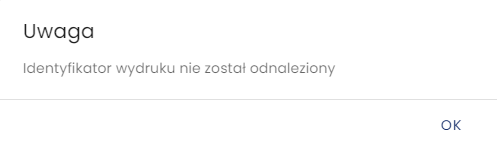 Uwaga
Identyfikator wydruku nie został odnaleziony
OK